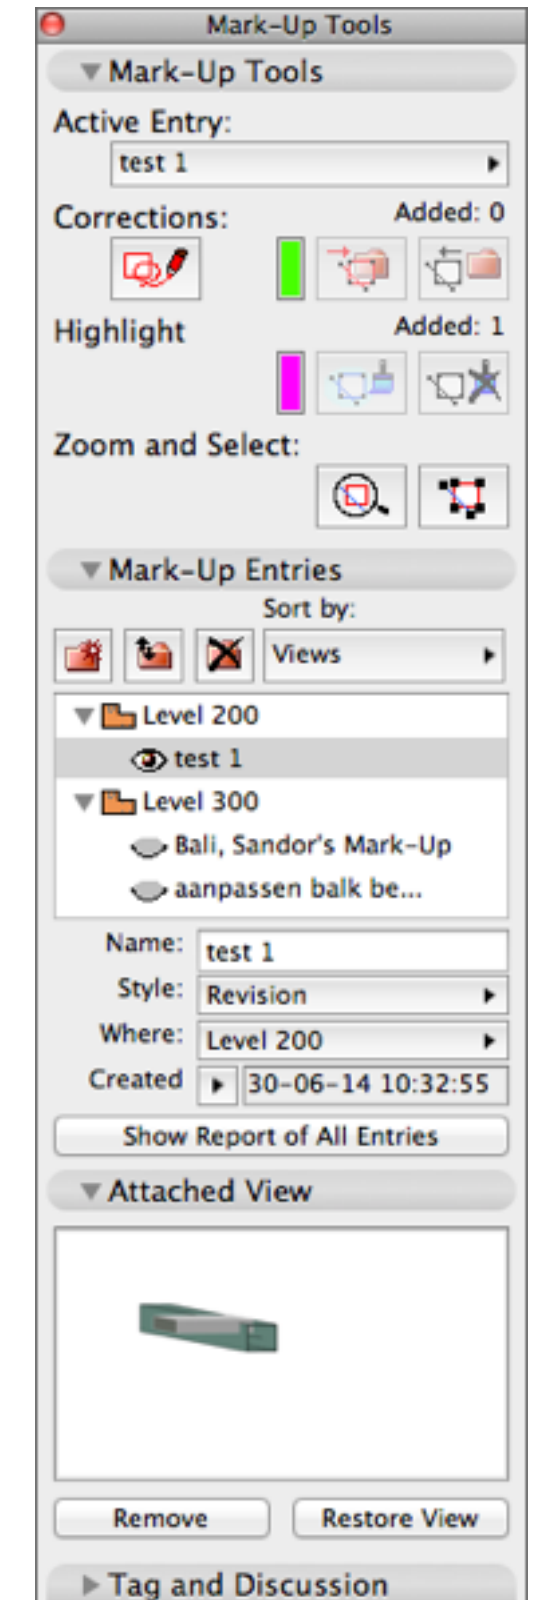 Mark-Up Tools
Mark-Up Tools
Active Entry:
test 1
Corrections: Added: 0
Highlight Added: 1
Zoom and Select:
Mark-Up Entries
Sort by:
Views
Level 200
test 1
Level 300
Bali, Sandor's Mark-Up
aanpassen balk be...
Name: test 1
Style: Revision
Where: Level 200
Created 30-06-14 10:32:55
Show Report of All Entries
Attached View
Remove Restore View
Tag and Discussion